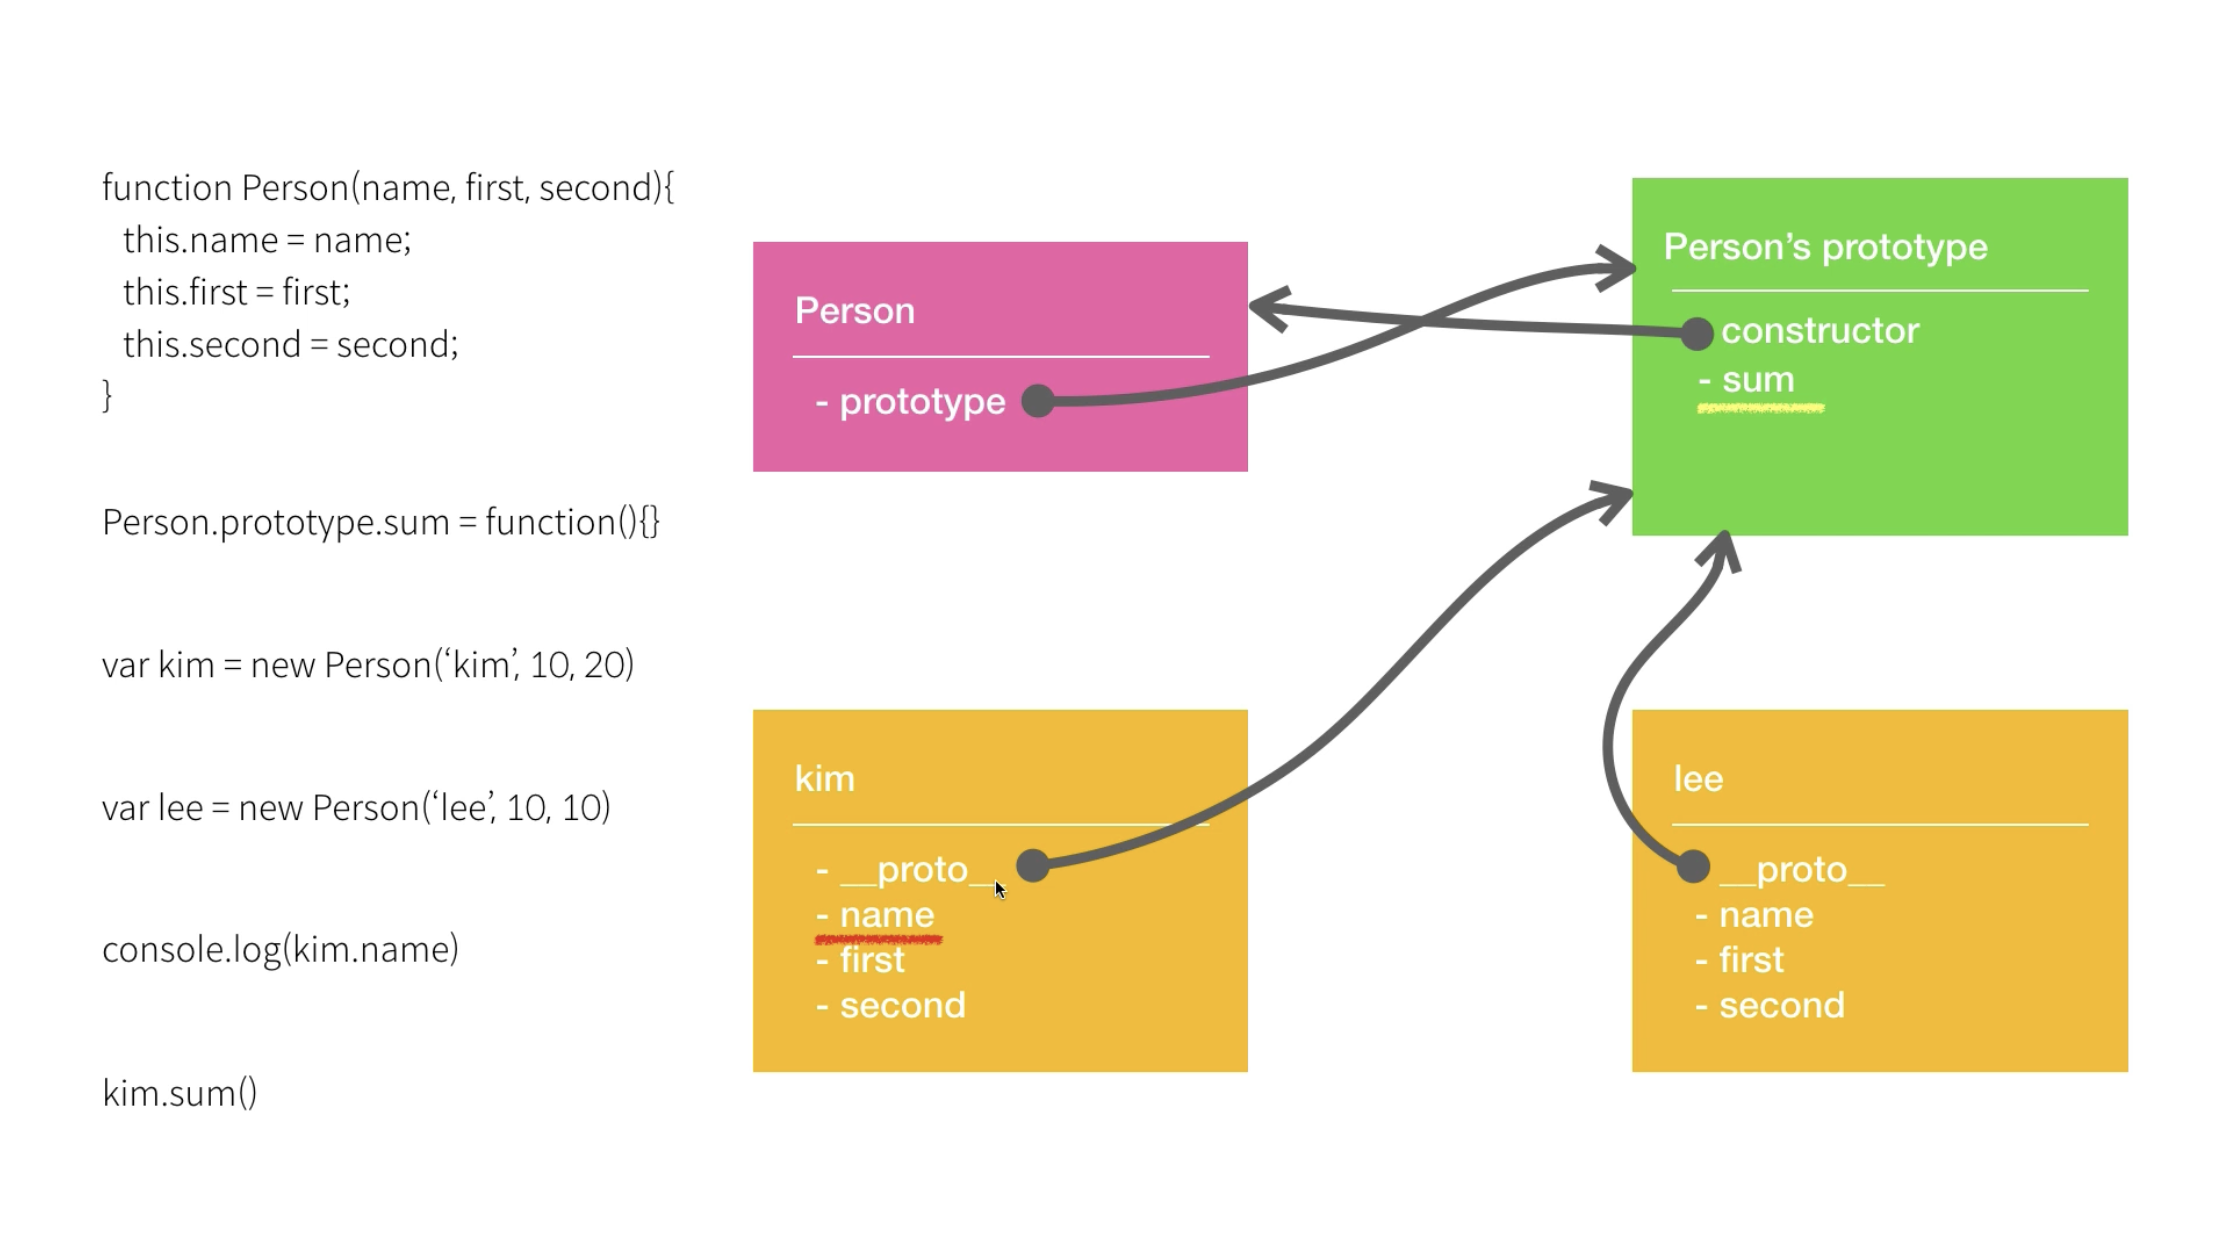 function Person(name, first, second){
this.name = name;
this.first = first;
this.second = second;
}
Person.prototype.sum = function(){}
var kim = new Person(‘kim’, 10, 20)
var lee = new Person(‘lee’, 10, 10)
console.log(kim.name)
kim.sum()
Person
- prototype
Person’s prototype
constructor
- sum
kim
- __proto__
- name
- first
- second
lee
__proto__
- name
- first
- second